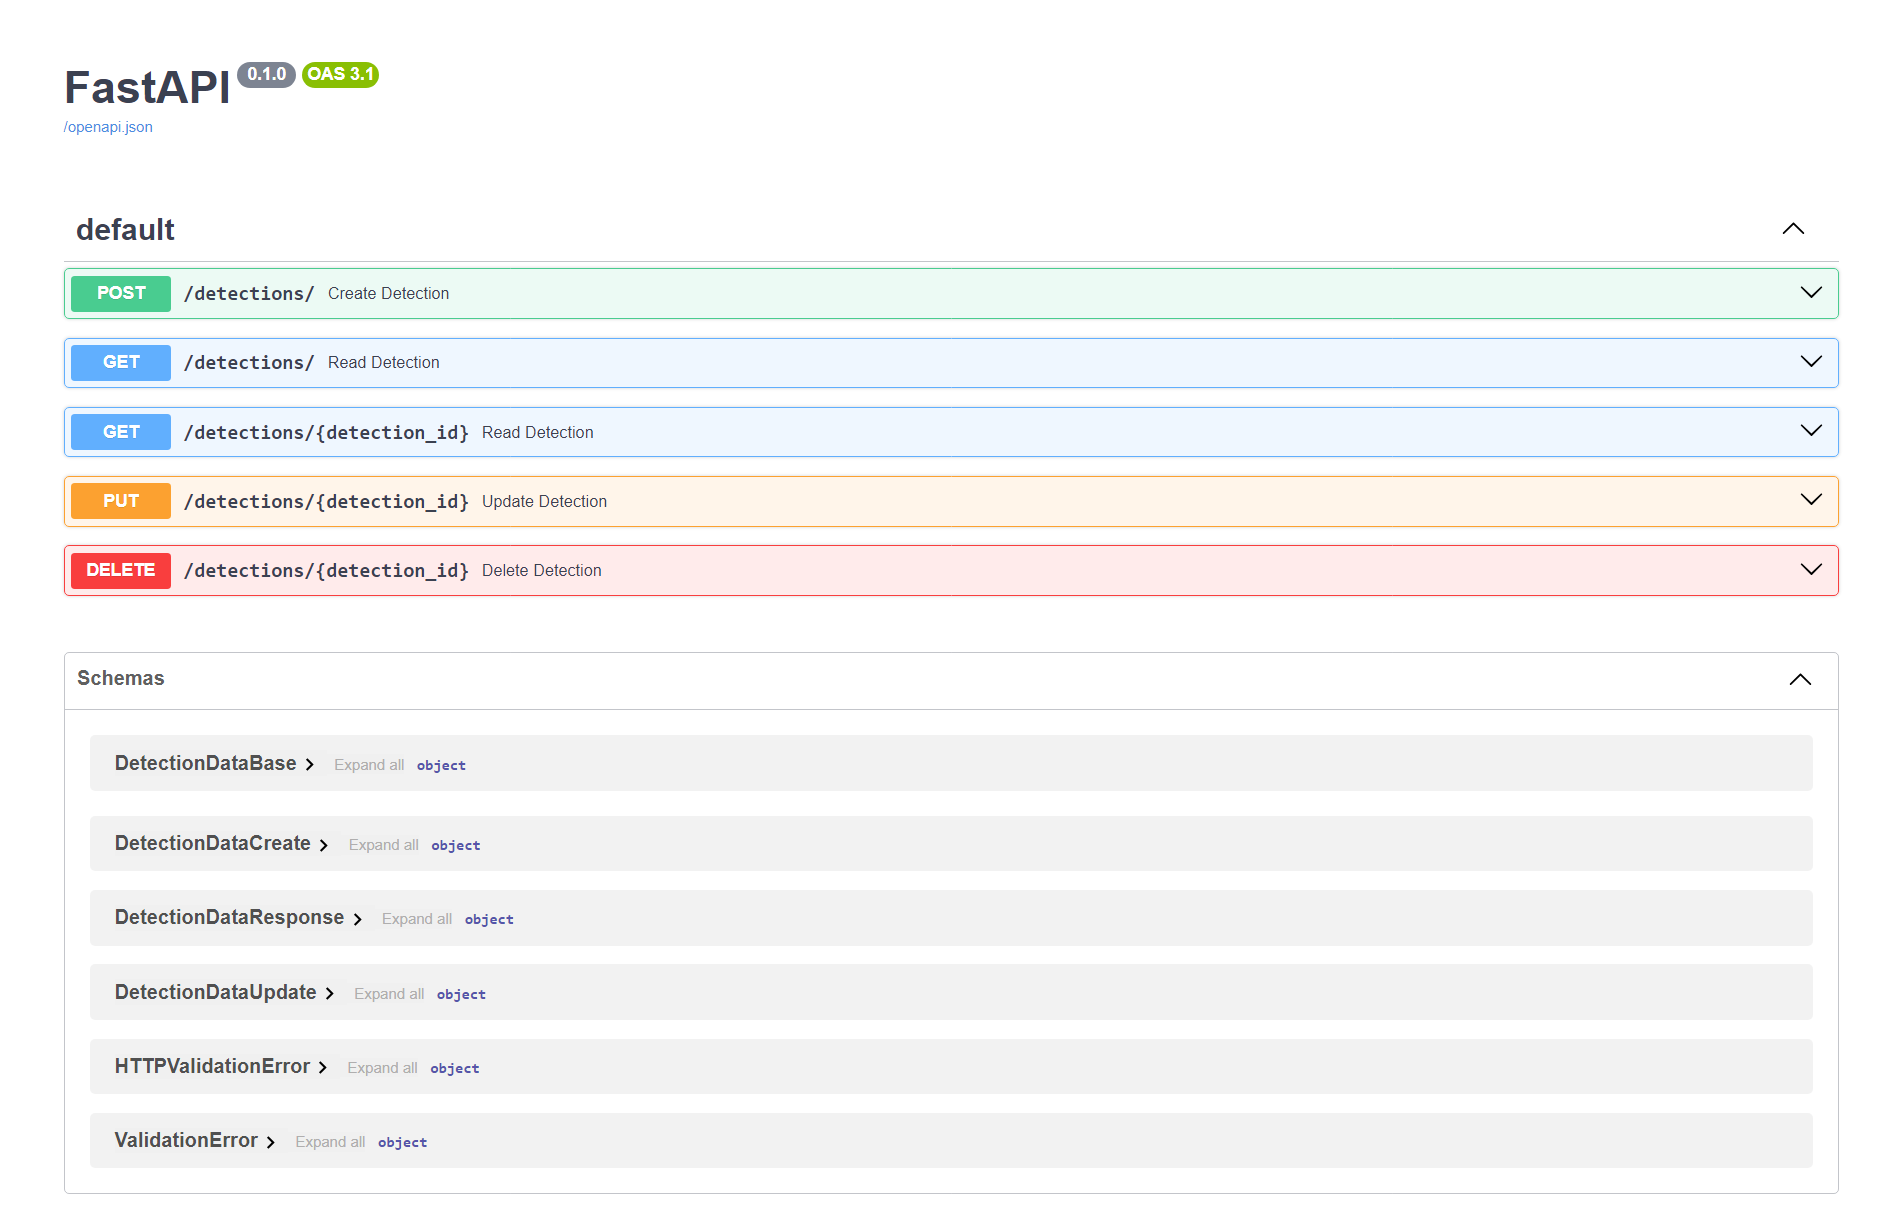 FastAPI 0.1.0 OAS 3.1
/openapi.json
default
POST /detections/ Create Detection
GET /detections/ Read Detection
GET /detections/{detection_id} Read Detection
PUT /detections/{detection_id} Update Detection
DELETE /detections/{detection_id} Delete Detection
Schemas
DetectionDataBase Expand all object
DetectionDataCreate Expand all object
DetectionDataResponse Expand all object
DetectionDataUpdate Expand all object
HTTPValidationError Expand all object
ValidationError Expand all object